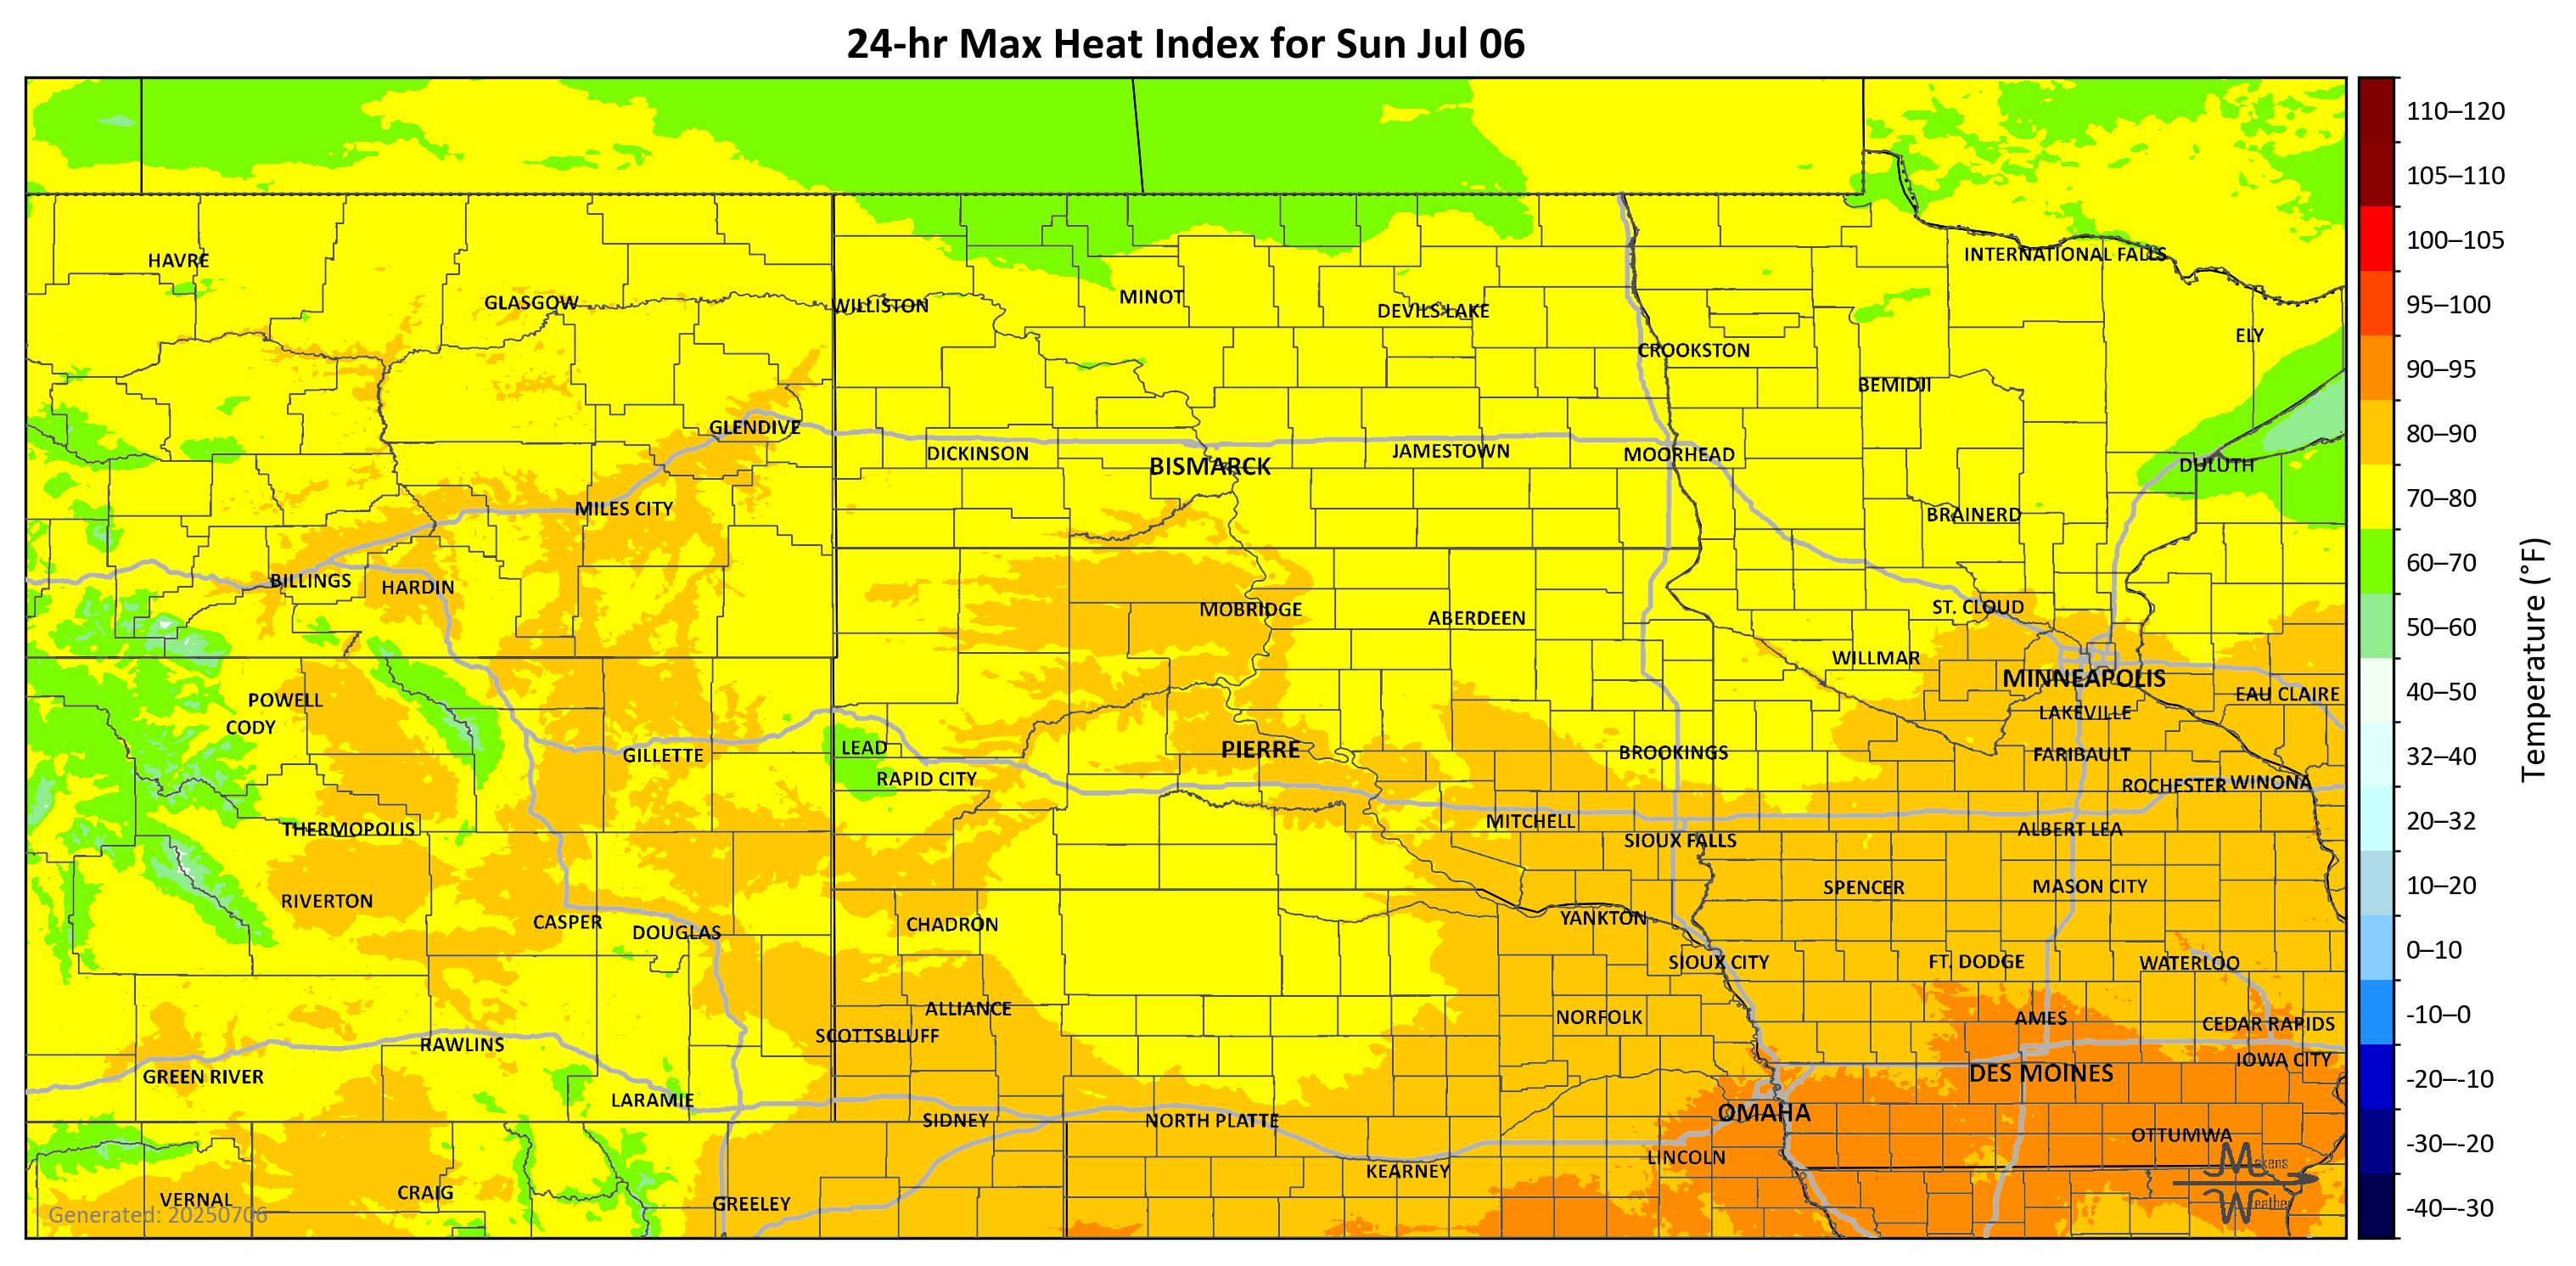 24-hr Max Heat Index for Sun Jul 06
HAVRE
GLASGOW
WILLISTON
MINOT
DEVILS LAKE
INTERNATIONAL FALLS
ELY
CROOKSTON
BEMIDJI
GLENDIVE
DICKINSON
BISMARCK
JAMESTOWN
MOORHEAD
DULUTH
MILES CITY
BRAINERD
BILLINGS
HARDIN
MOBRIDGE
ABERDEEN
ST. CLOUD
WILLMAR
MINNEAPOLIS
EAU CLAIRE
POWELL
CODY
LAKEVILLE
GILLETTE
LEAD
RAPID CITY
PIERRE
BROOKINGS
FARIBAULT
ROCHESTER
WINONA
THERMOPOLIS
MITCHELL
SIOUX FALLS
ALBERT LEA
RIVERTON
CASPER
DOUGLAS
CHADRON
YANKTON
SPENCER
MASON CITY
SIOUX CITY
FT. DODGE
WATERLOO
ALLIANCE
SCOTTSBLUFF
NORFOLK
AMES
CEDAR RAPIDS
IOWA CITY
RAWLINS
GREEN RIVER
LARAMIE
SIDNEY
NORTH PLATTE
OMAHA
DES MOINES
OTTUMWA
KEARNEY
LINCOLN
VERNAL
CRAIG
GREELEY
Generated: 20250706
Makens
Weather
110–120
105–110
100–105
95–100
90–95
80–90
70–80
60–70
50–60
40–50
32–40
20–32
10–20
0–10
-10–0
-20–-10
-30–-20
-40–-30
Temperature (°F)